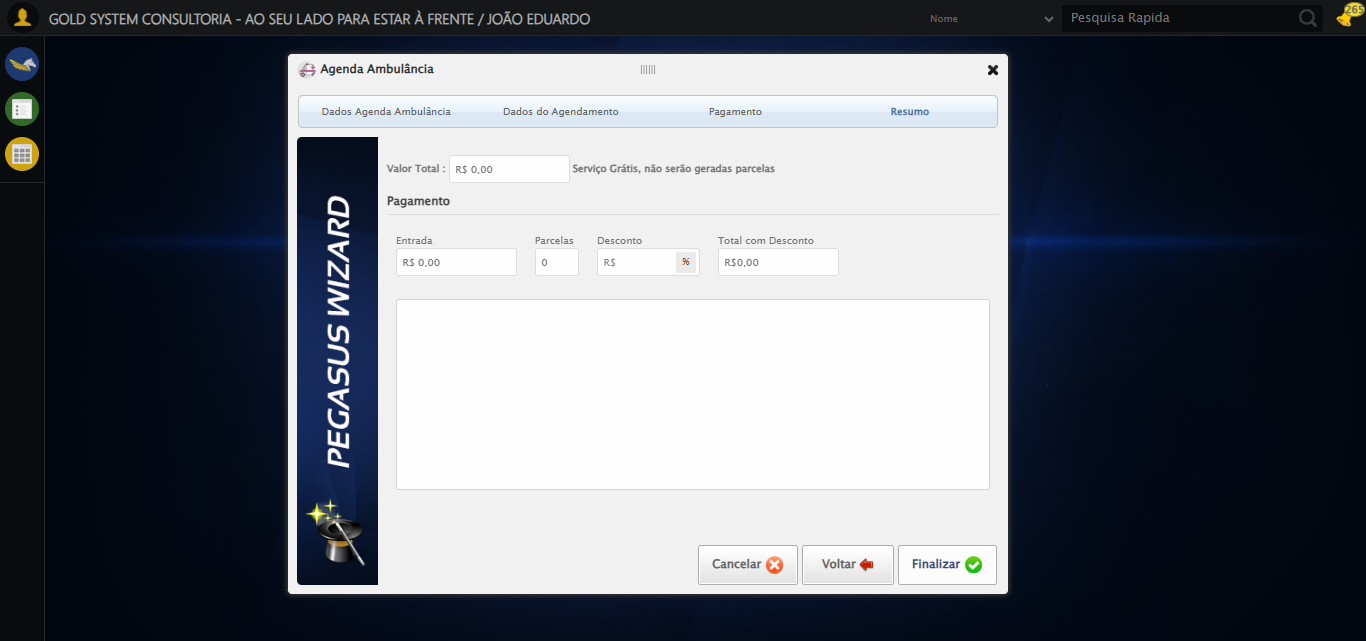 GOLD SYSTEM CONSULTORIA - AO SEU LADO PARA ESTAR À FRENTE / JOÃO EDUARDO
Nome
Pesquisa Rapida
265
Agenda Ambulância
Dados Agenda Ambulância
Dados do Agendamento
Pagamento
Resumo
PEGASUS WIZARD
Valor Total : R$ 0,00 Serviço Grátis, não serão geradas parcelas
Pagamento
Entrada Parcelas Desconto Total com Desconto
R$ 0,00 0 R$ % R$0,00
Cancelar Voltar Finalizar